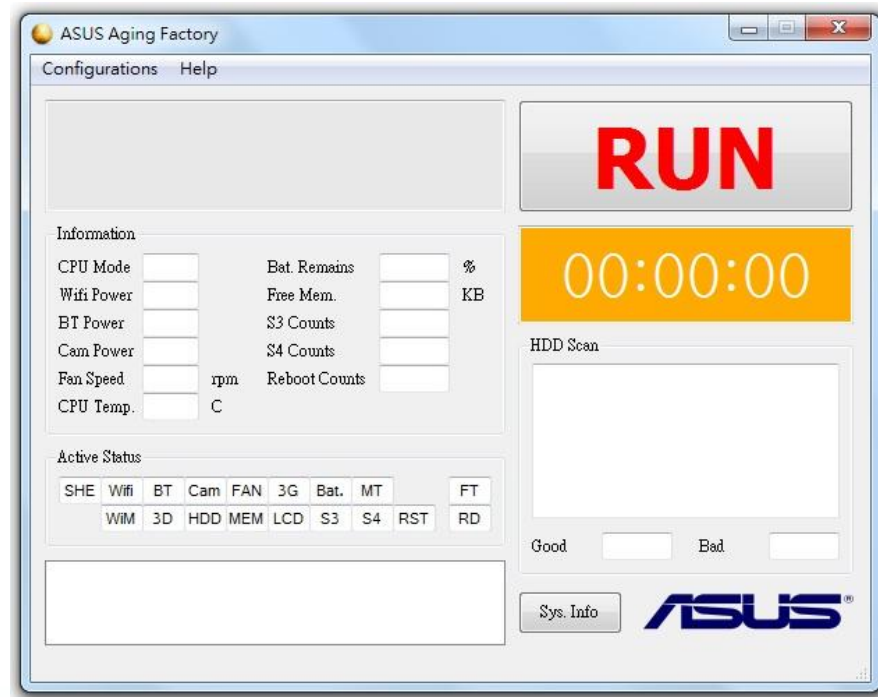 ASUS Aging Factory
Configurations Help
RUN
00:00:00
Information
CPU Mode Bat. Remains %
Wifi Power Free Mem. KB
BT Power S3 Counts
Cam Power S4 Counts
Fan Speed rpm Reboot Counts
CPU Temp. C
Active Status
SHE Wifi BT Cam FAN 3G Bat. MT FT
WiM 3D HDD MEM LCD S3 S4 RST RD
HDD Scan
Good Bad
Sys. Info
ASUS®